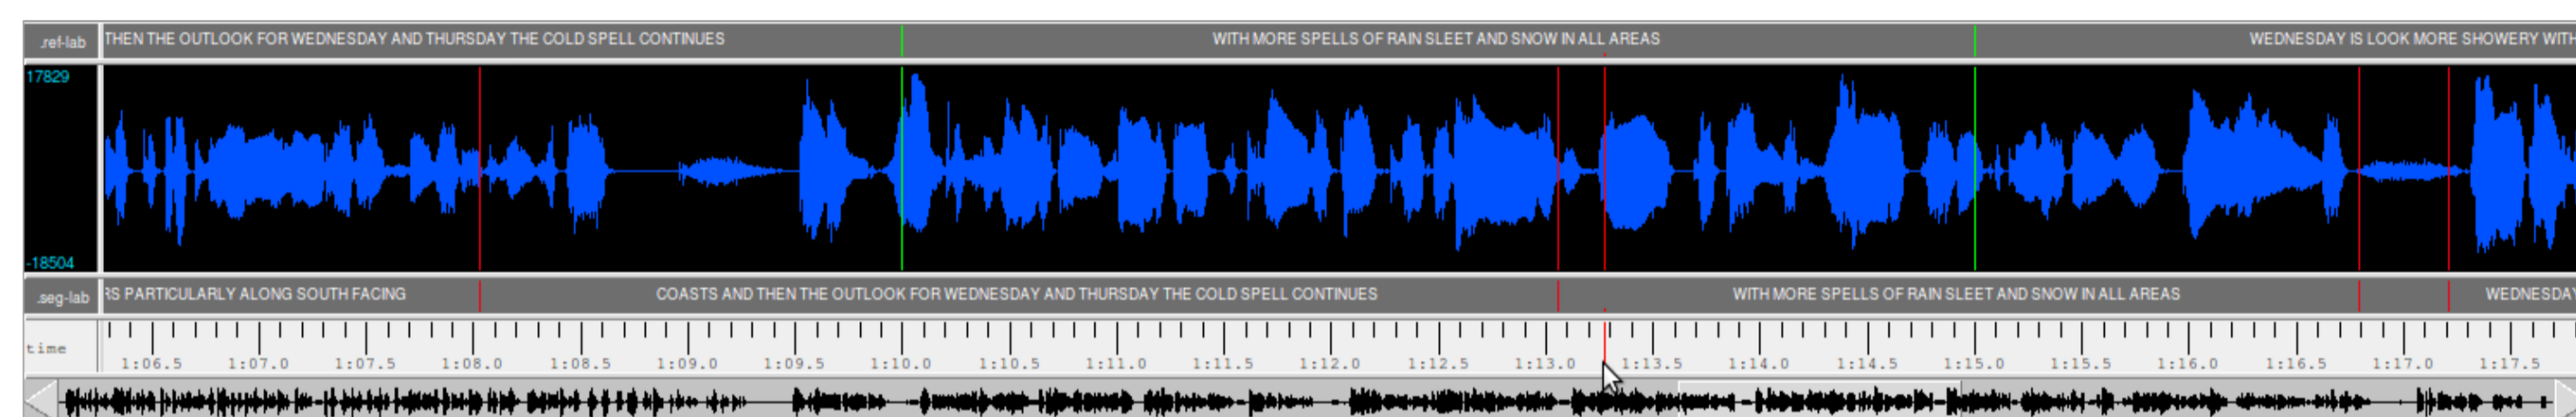 .ref-lab THEN THE OUTLOOK FOR WEDNESDAY AND THURSDAY THE COLD SPELL CONTINUES WITH MORE SPELLS OF RAIN SLEET AND SNOW IN ALL AREAS WEDNESDAY IS LOOK MORE SHOWERY WITH
17829
-18504
.seg-lab RS PARTICULARLY ALONG SOUTH FACING COASTS AND THEN THE OUTLOOK FOR WEDNESDAY AND THURSDAY THE COLD SPELL CONTINUES WITH MORE SPELLS OF RAIN SLEET AND SNOW IN ALL AREAS WEDNESDAY
time 1:06.5 1:07.0 1:07.5 1:08.0 1:08.5 1:09.0 1:09.5 1:10.0 1:10.5 1:11.0 1:11.5 1:12.0 1:12.5 1:13.0 1:13.5 1:14.0 1:14.5 1:15.0 1:15.5 1:16.0 1:16.5 1:17.0 1:17.5